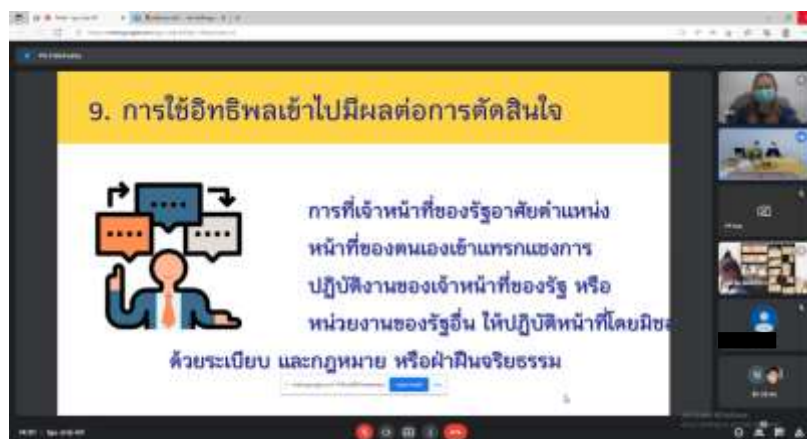 9. การใช้อิทธิพลเข้าไปมีผลต่อการตัดสินใจ
การที่เจ้าหน้าที่ของรัฐอาศัยตำแหน่ง
หน้าที่ของตนเองเข้าแทรกแซงการ
ปฏิบัติงานของเจ้าหน้าที่ของรัฐ หรือ
หน่วยงานของรัฐอื่น ให้ปฏิบัติหน้าที่โดยมิชอ
ด้วยระเบียบ และกฎหมาย หรือฝ่าฝืนจริยธรรม